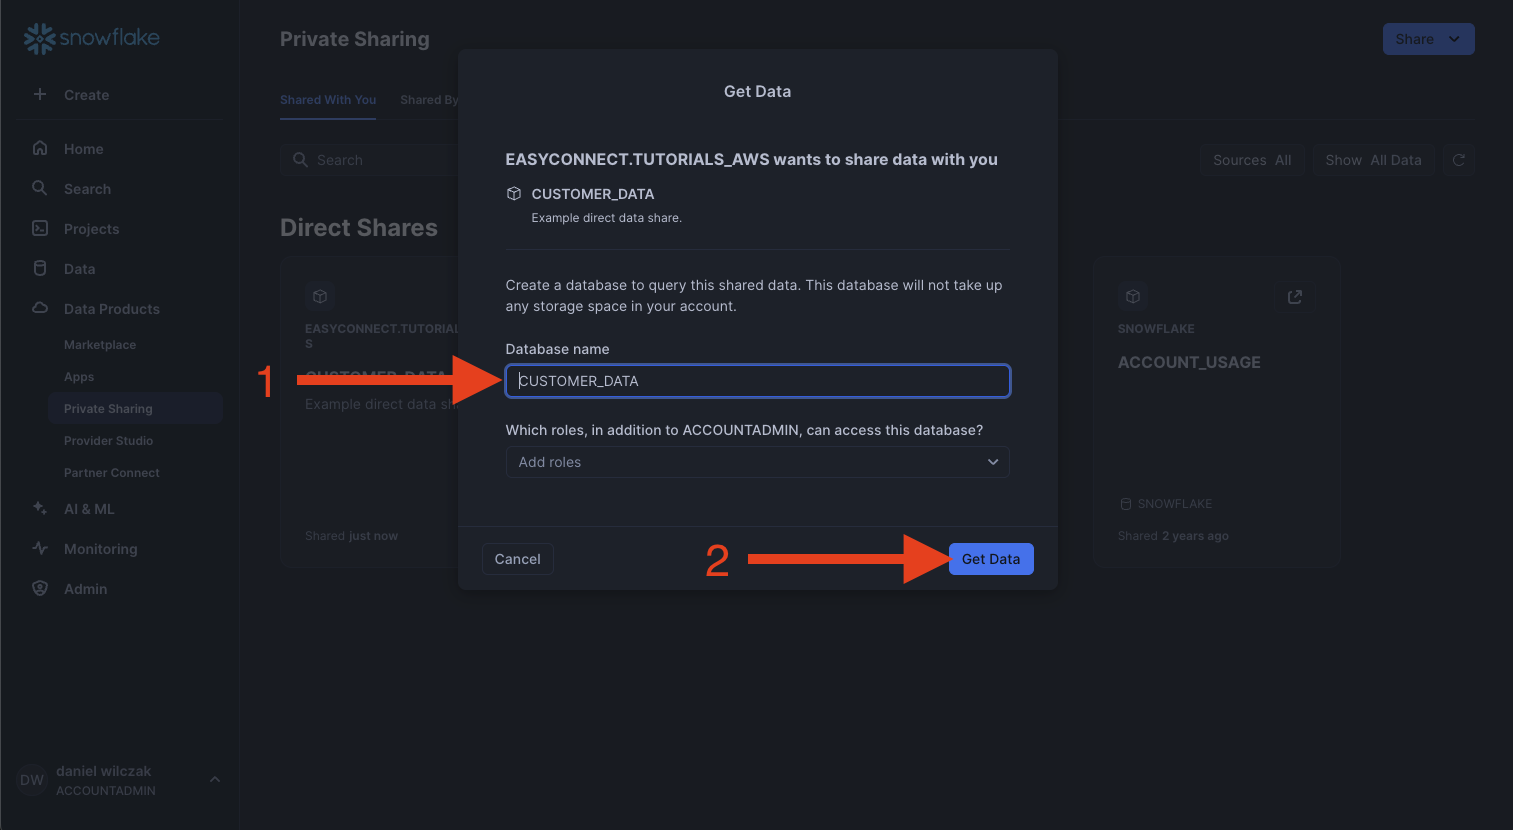 snowflake
Create
Home
Search
Projects
Data
Data Products
Marketplace
Apps
Private Sharing
Provider Studio
Partner Connect
AI & ML
Monitoring
Admin
DW
daniel wilczak
ACCOUNTADMIN
Private Sharing
Share
Shared With You
Shared By
Search
Sources All
Show All Data
Direct Shares
EASYCONNECT.TUTORIAL
S
CUSTOMER_DATA
Example direct data sh
Shared just now
SNOWFLAKE
ACCOUNT_USAGE
SNOWFLAKE
Shared 2 years ago
Get Data
EASYCONNECT.TUTORIALS_AWS wants to share data with you
CUSTOMER_DATA
Example direct data share.
Create a database to query this shared data. This database will not take up
any storage space in your account.
Database name
1
CUSTOMER_DATA
Which roles, in addition to ACCOUNTADMIN, can access this database?
Add roles
Cancel
2
Get Data